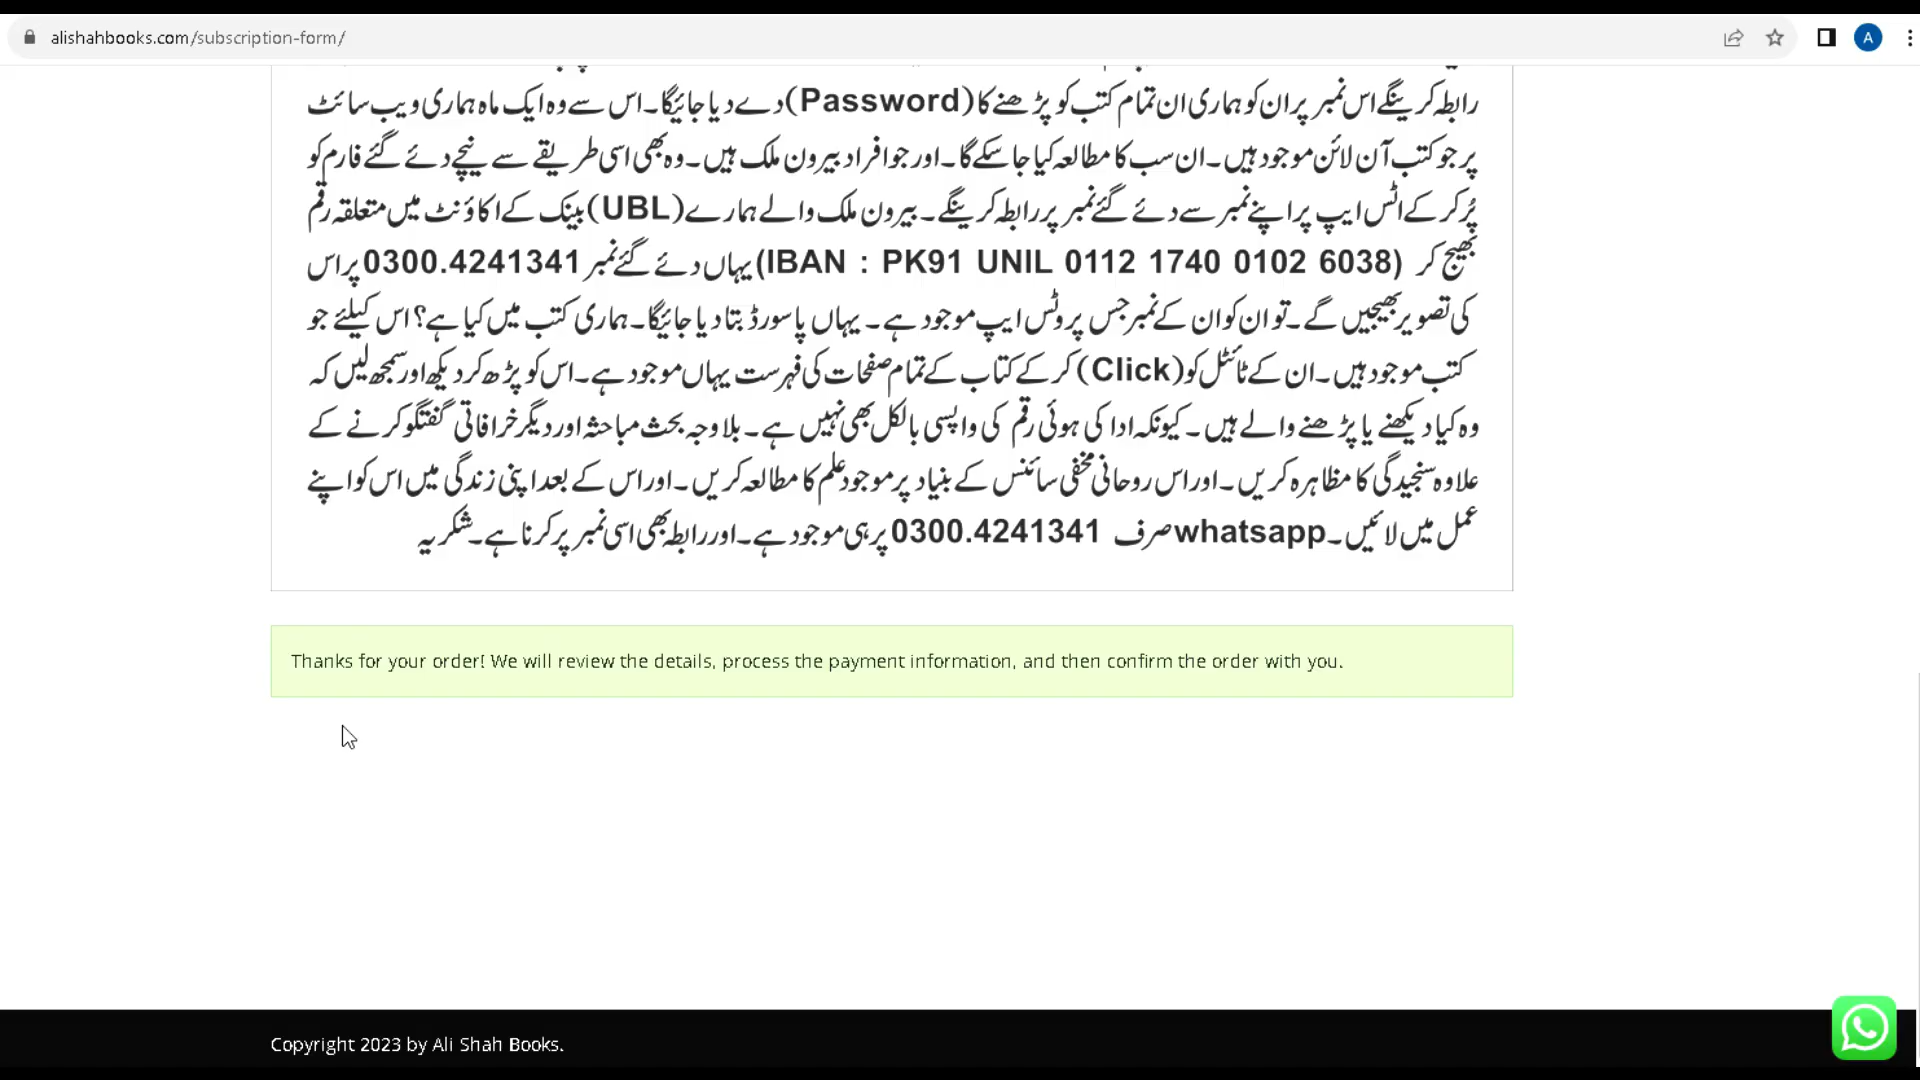 alishahbooks.com/subscription-form/
A
رابطہ کرینگے اس نمبر پر ان کو ہماری ان تمام کتب کو پڑھنے کا (Password) دے دیا جائیگا۔ اس سے وہ ایک ماہ ہماری ویب سائٹ
پر جو کتب آن لائن موجود ہیں۔ ان سب کا مطالعہ کیا جا سکے گا۔ اور جو افراد بیرون ملک ہیں۔ وہ بھی اسی طریقے سے نیچے دئے گئے فارم کو
پُر کر کے اٹس ایپ پر اپنے نمبر سے دئے گئے نمبر پر رابطہ کرینگے۔ بیرون ملک والے ہمارے (UBL) بینک کے اکاؤنٹ میں متعلقہ رقم
بھیج کر (IBAN : PK91 UNIL 0112 1740 0102 6038) یہاں دئے گئے نمبر 0300.4241341 پر اس
کی تصویر بھیجیں گے۔ تو ان کو ان کے نمبر جس پر وٹس ایپ موجود ہے۔ یہاں پاسورڈ بتا دیا جائیگا۔ ہماری کتب میں کیا ہے؟ اس کیلئے جو
کتب موجود ہیں۔ ان کے ٹائٹل کو (Click) کر کے کتاب کے تمام صفحات کی فہرست یہاں موجود ہے۔ اس کو پڑھ کر دیکھ اور سمجھ لیں کہ
وہ کیا دیکھنے یا پڑھنے والے ہیں۔ کیونکہ ادا کی ہوئی رقم کی واپسی بالکل بھی نہیں ہے۔ بلا وجہ بحث مباحثہ اور دیگر خرافاتی گفتگو کرنے کے
علاوہ سنجیدگی کا مظاہرہ کریں۔ اور اس روحانی مخفی سائنس کے بنیاد پر موجود علم کا مطالعہ کریں۔ اور اس کے بعد اپنی زندگی میں اس کو اپنے
عمل میں لائیں۔ whatsapp صرف 0300.4241341 پر ہی موجود ہے۔ اور رابطہ بھی اسی نمبر پر کرنا ہے۔ شکریہ
Thanks for your order! We will review the details, process the payment information, and then confirm the order with you.
Copyright 2023 by Ali Shah Books.